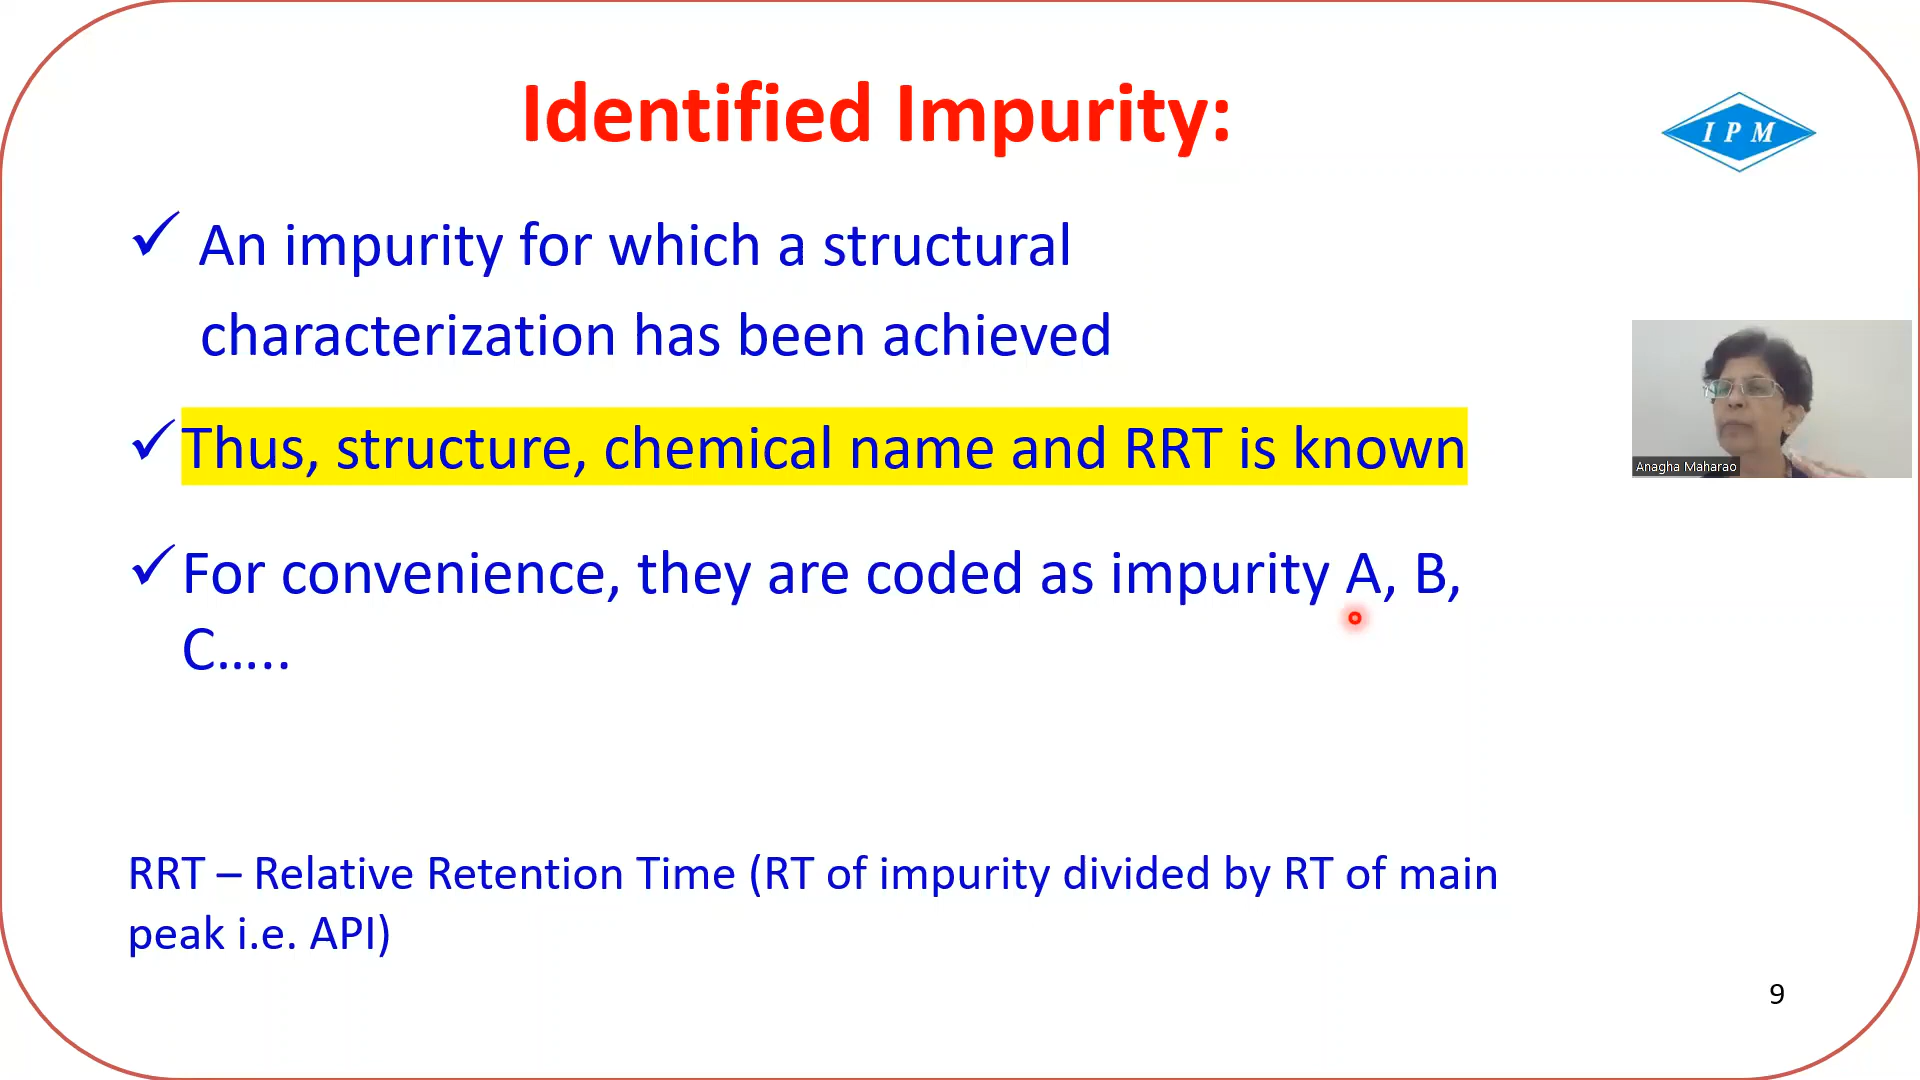 Identified Impurity:
IPM
✓ An impurity for which a structural
characterization has been achieved
✓ Thus, structure, chemical name and RRT is known
✓ For convenience, they are coded as impurity A, B,
C.....
Anagha Maharao
RRT – Relative Retention Time (RT of impurity divided by RT of main
peak i.e. API)
9